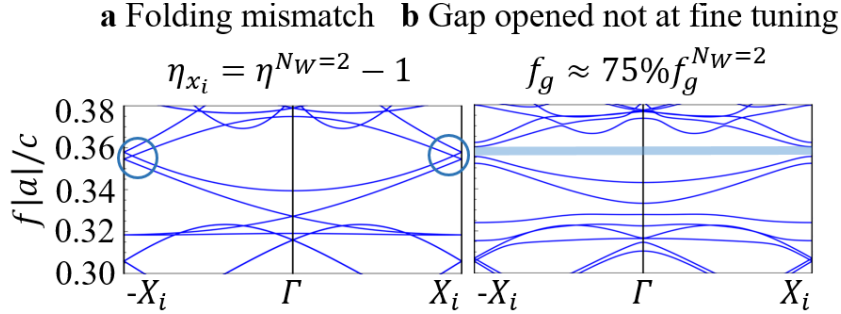 a Folding mismatch b Gap opened not at fine tuning
η_{x_i} = η^{N_W=2} − 1
f_g ≈ 75%f_g^{N_W=2}
f|a|/c
0.38
0.36
0.34
0.32
0.30
-X_i Γ X_i
-X_i Γ X_i